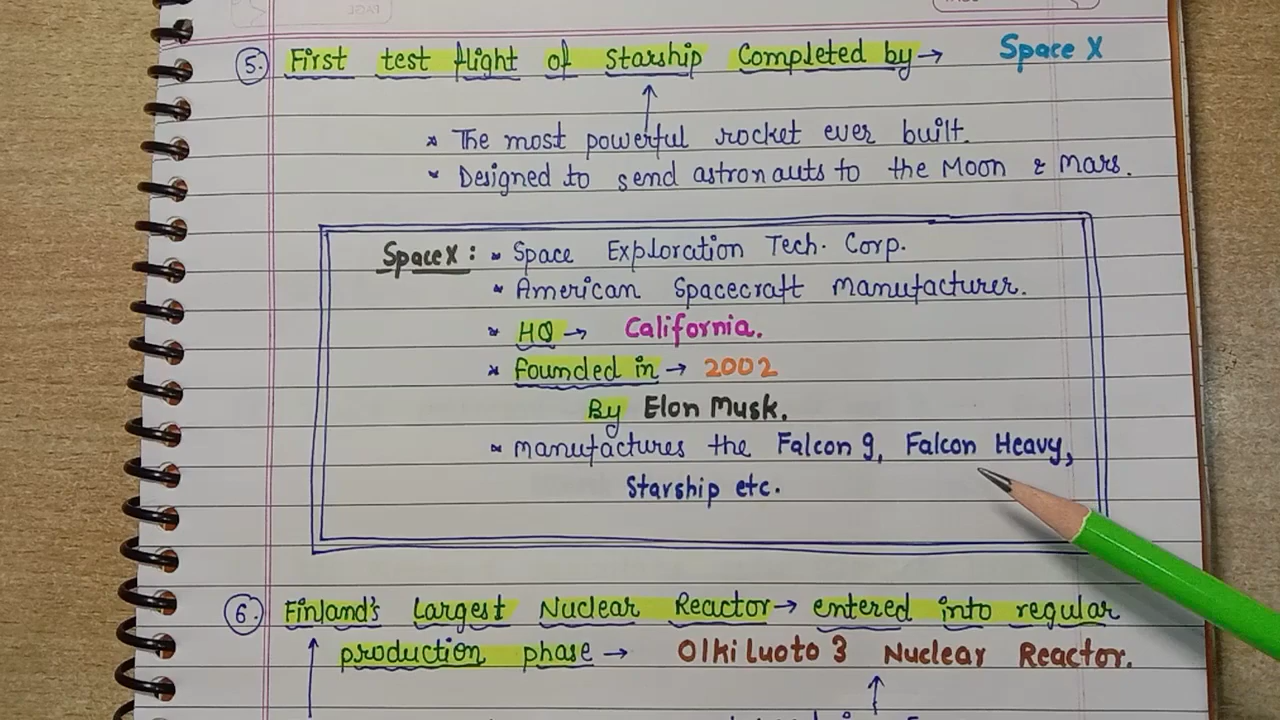 5. First test flight of Starship Completed by → Space X
* The most powerful rocket ever built.
* Designed to send astronauts to the Moon & Mars.
SpaceX : * Space Exploration Tech. Corp.
* American Spacecraft manufacturer.
* HQ → California.
* founded in → 2002
By Elon Musk.
* manufactures the Falcon 9, Falcon Heavy,
Starship etc.
6. Finland's Largest Nuclear Reactor → entered into regular
production phase → Olkiluoto 3 Nuclear Reactor.